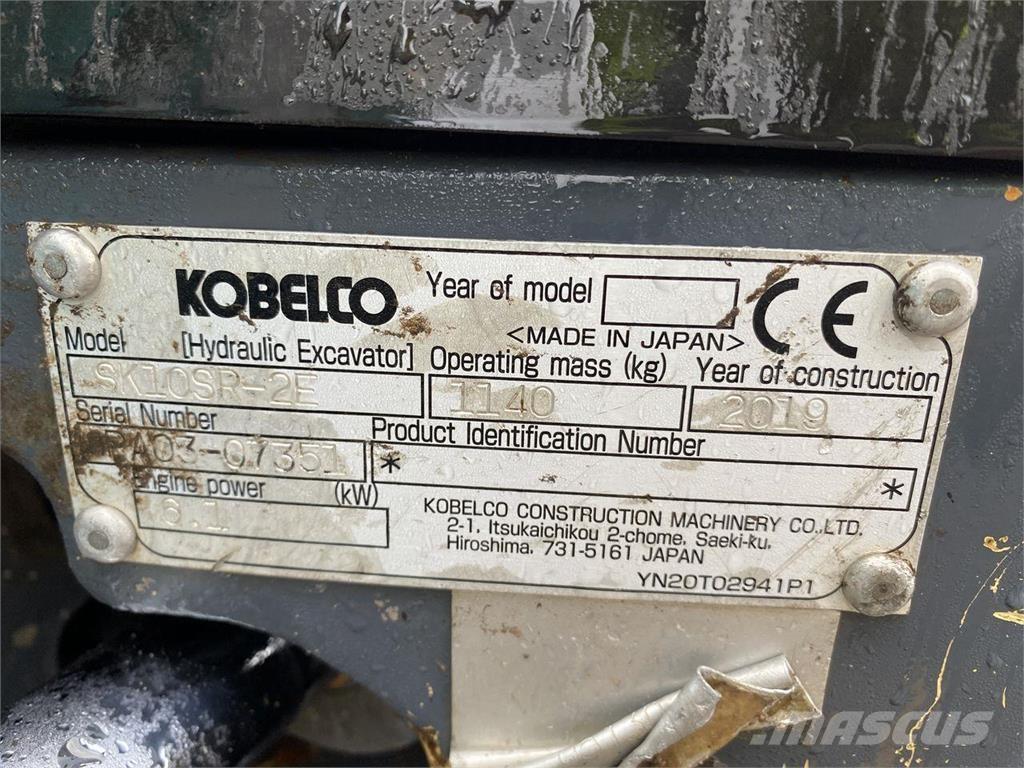 KOBELCO Year of model CE
<MADE IN JAPAN>
Model [Hydraulic Excavator] Operating mass (kg) Year of construction
SK10SR-2E 1140 2019
Serial Number Product Identification Number
PA03-07351 * *
Engine power (kW)
6.1
KOBELCO CONSTRUCTION MACHINERY CO.,LTD.
2-1, Itsukaichikou 2-chome, Saeki-ku,
Hiroshima, 731-5161 JAPAN
YN20T02941P1
MASCUS